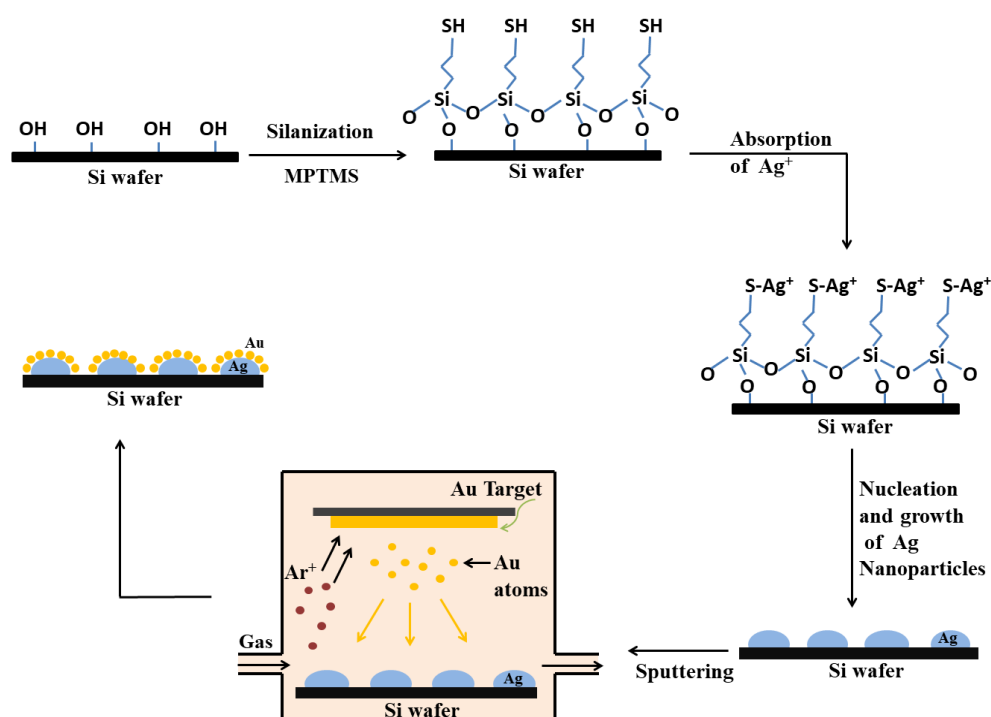 OH OH OH OH
Si wafer
Silanization
MPTMS
SH SH SH SH
Si Si Si Si
O O O O O
O O O O
Si wafer
Absorption
of Ag⁺
S-Ag⁺ S-Ag⁺ S-Ag⁺ S-Ag⁺
Si Si Si Si
O O O O O
O O O O
Si wafer
Nucleation
and growth
of Ag
Nanoparticles
Ag
Si wafer
Sputtering
Au Target
Ar⁺
Au
atoms
Gas
Ag
Si wafer
Au
Ag
Si wafer